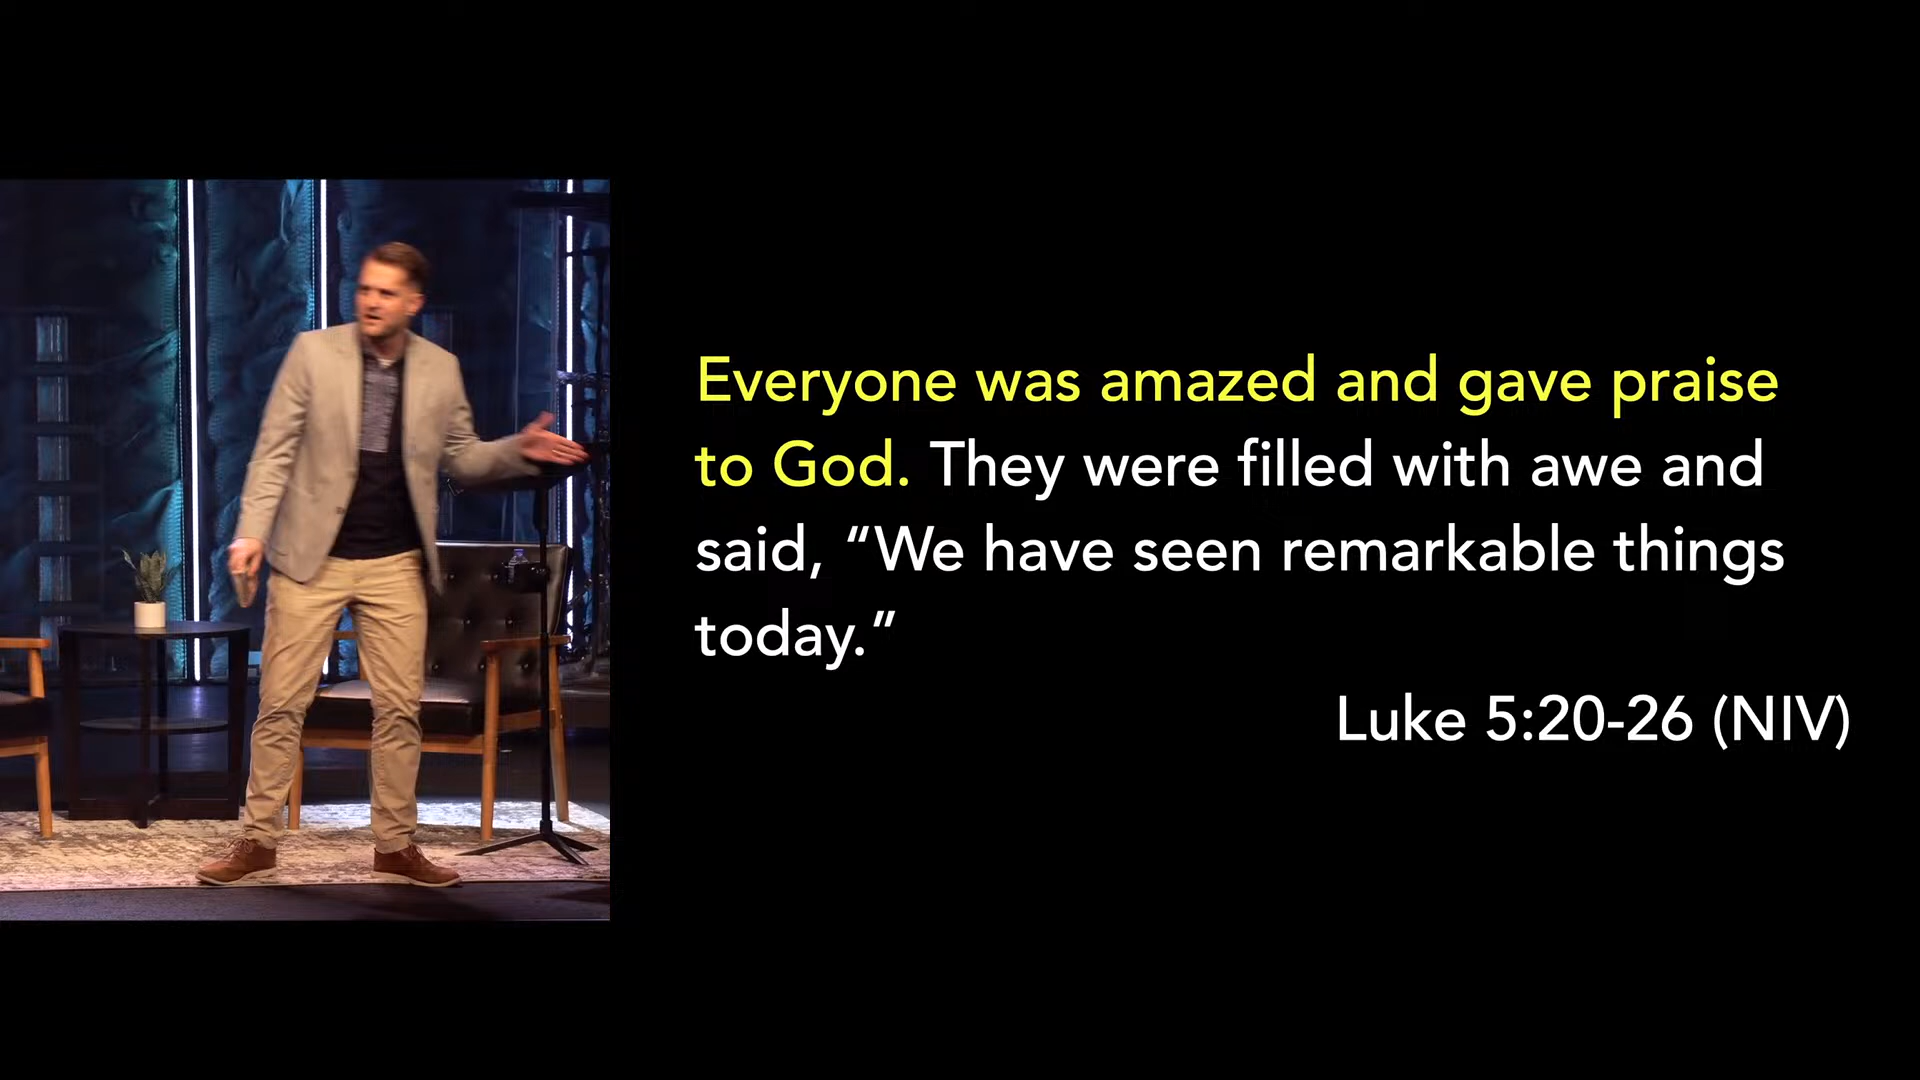 Everyone was amazed and gave praise
to God. They were filled with awe and
said, “We have seen remarkable things
today.”
Luke 5:20-26 (NIV)